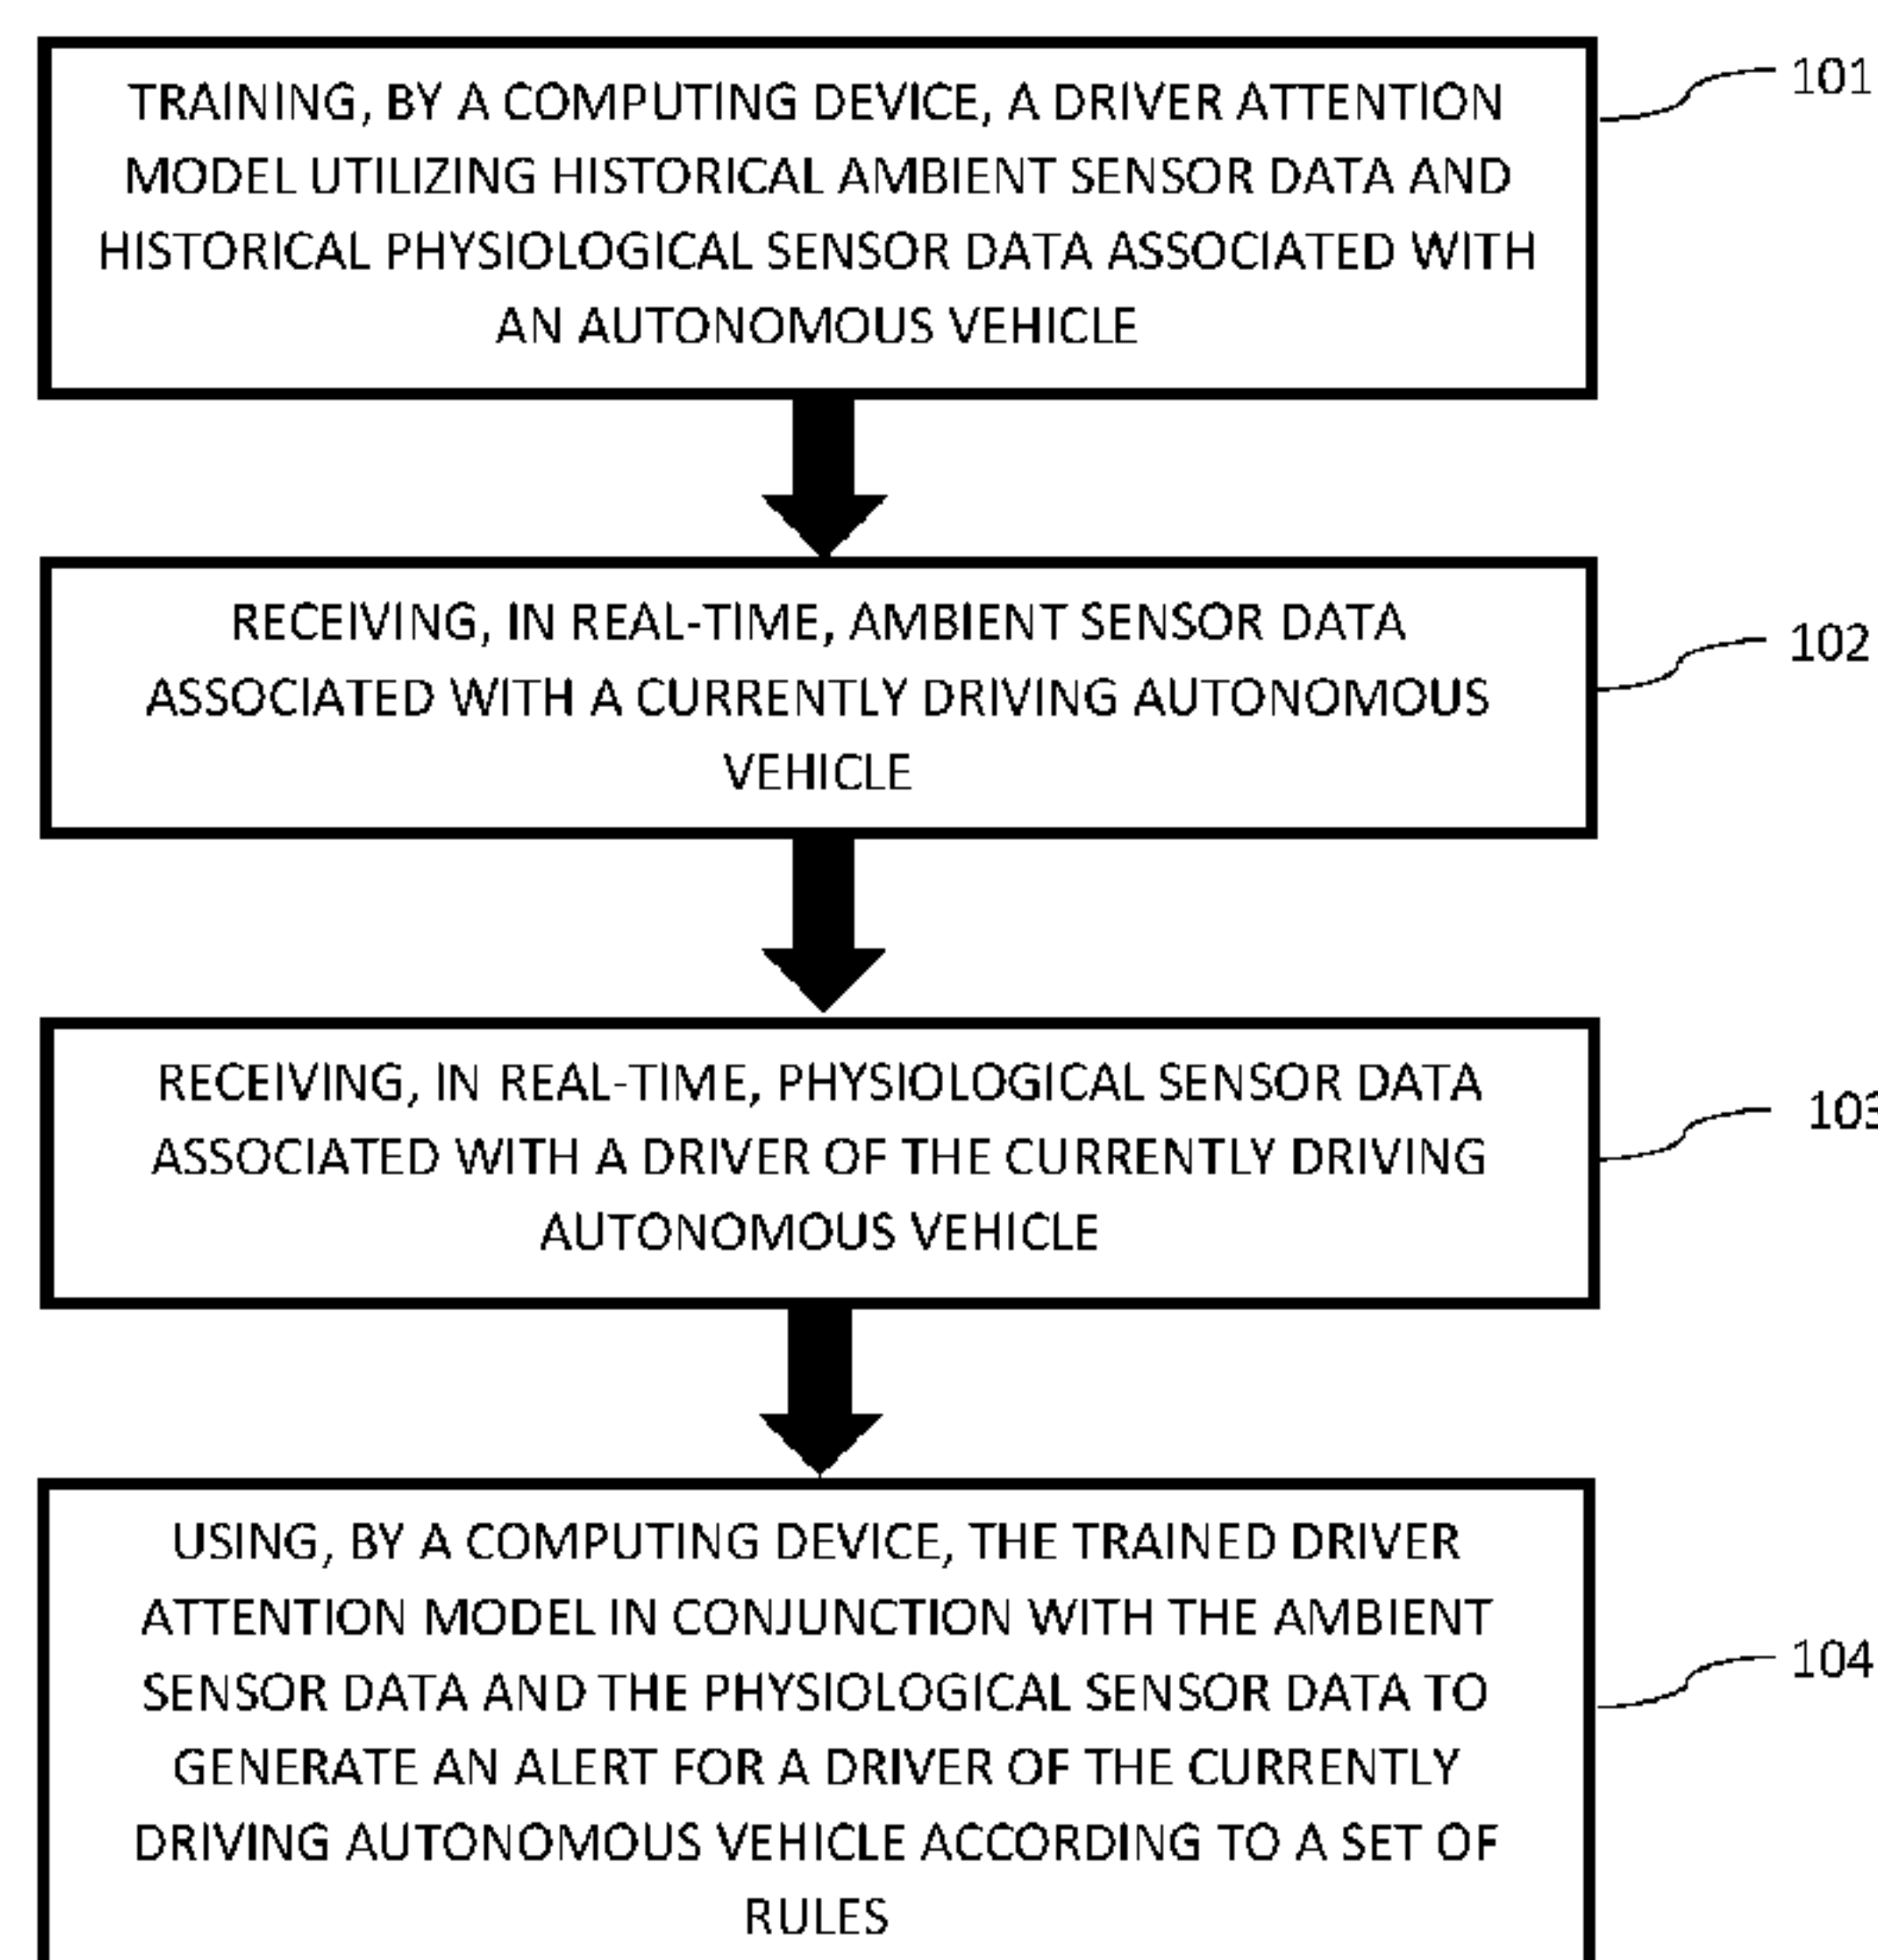 TRAINING, BY A COMPUTING DEVICE, A DRIVER ATTENTION
MODEL UTILIZING HISTORICAL AMBIENT SENSOR DATA AND
HISTORICAL PHYSIOLOGICAL SENSOR DATA ASSOCIATED WITH
AN AUTONOMOUS VEHICLE
101
RECEIVING, IN REAL-TIME, AMBIENT SENSOR DATA
ASSOCIATED WITH A CURRENTLY DRIVING AUTONOMOUS
VEHICLE
102
RECEIVING, IN REAL-TIME, PHYSIOLOGICAL SENSOR DATA
ASSOCIATED WITH A DRIVER OF THE CURRENTLY DRIVING
AUTONOMOUS VEHICLE
103
USING, BY A COMPUTING DEVICE, THE TRAINED DRIVER
ATTENTION MODEL IN CONJUNCTION WITH THE AMBIENT
SENSOR DATA AND THE PHYSIOLOGICAL SENSOR DATA TO
GENERATE AN ALERT FOR A DRIVER OF THE CURRENTLY
DRIVING AUTONOMOUS VEHICLE ACCORDING TO A SET OF
RULES
104